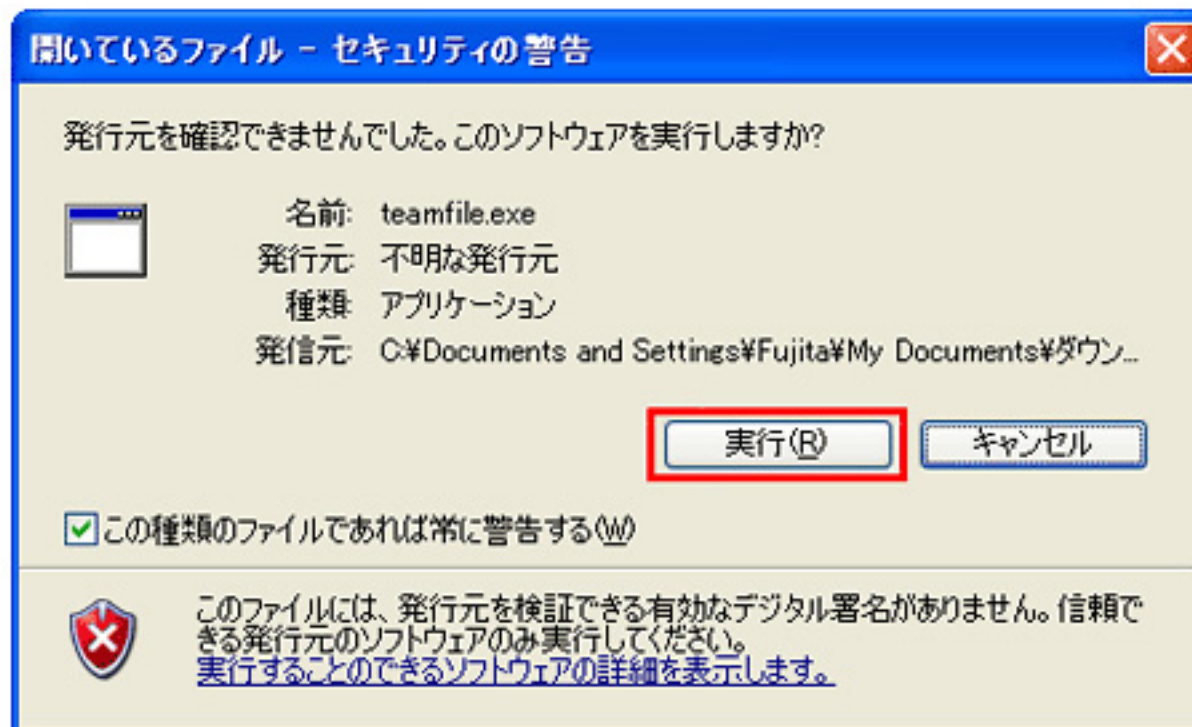 開いているファイル - セキュリティの警告
発行元を確認できませんでした。このソフトウェアを実行しますか?
名前: teamfile.exe
発行元: 不明な発行元
種類: アプリケーション
発信元: C:¥Documents and Settings¥Fujita¥My Documents¥ダウン...
実行(R) キャンセル
この種類のファイルであれば常に警告する(W)
このファイルには、発行元を検証できる有効なデジタル署名がありません。信頼で
きる発行元のソフトウェアのみ実行してください。
実行することのできるソフトウェアの詳細を表示します。